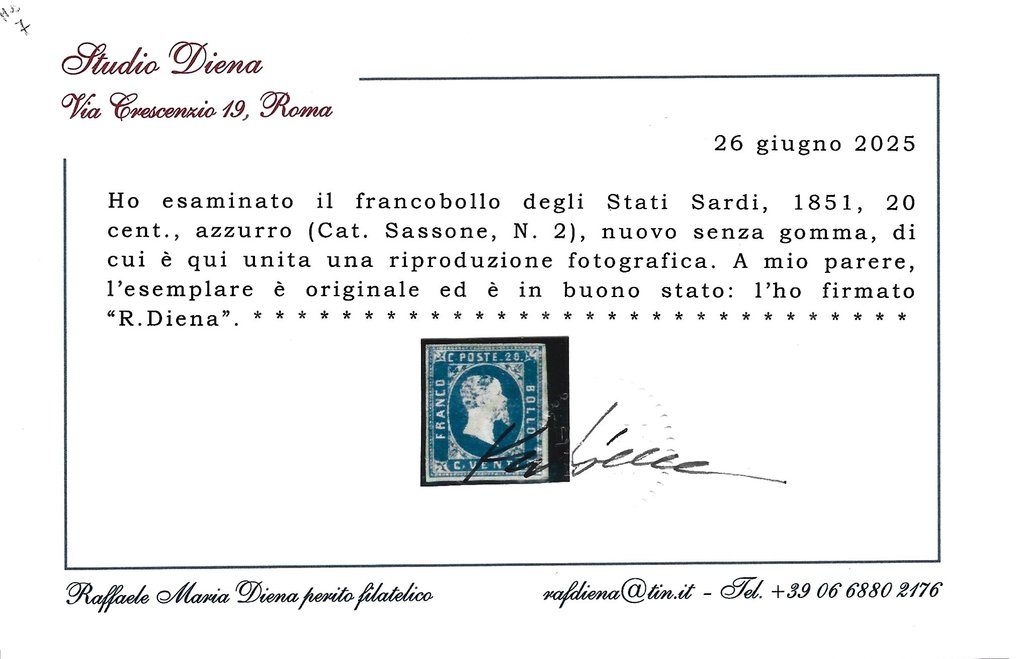 Studio Diena
Via Crescenzio 19, Roma
26 giugno 2025
Ho esaminato il francobollo degli Stati Sardi, 1851, 20
cent., azzurro (Cat. Sassone, N. 2), nuovo senza gomma, di
cui è qui unita una riproduzione fotografica. A mio parere,
l’esemplare è originale ed è in buono stato: l’ho firmato
“R.Diena”. * * * * * * * * * * * * * * * * * * * * * * * * * * * * * *
C POSTE.20.
FRANCO
BOLLO
C.VENTI
Raffaele Maria Diena perito filatelico
rafdiena@tin.it - Tel. +39 06 6880 2176